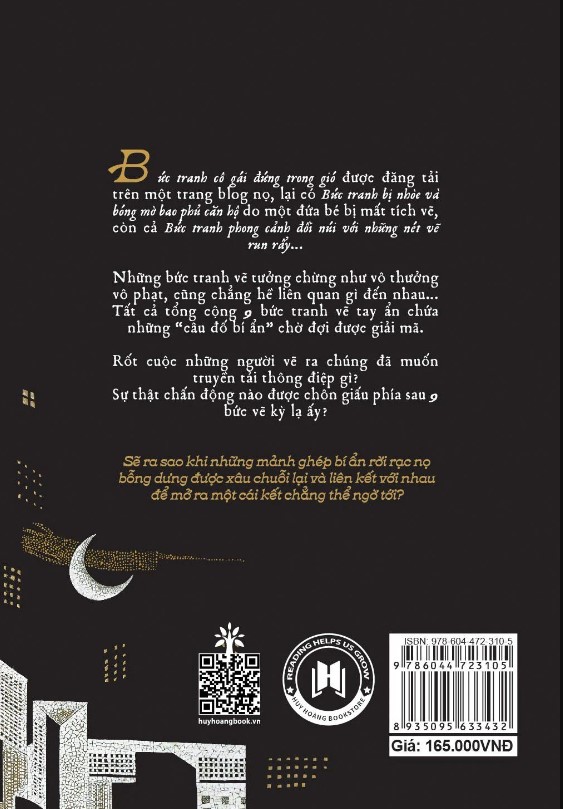 Bức tranh cô gái đứng trong gió được đăng tải
trên một trang blog nọ, lại có Bức tranh bị nhòe và
bóng mờ bao phủ căn hộ do một đứa bé bị mất tích vẽ,
còn cả Bức tranh phong cảnh đồi núi với những nét vẽ
run rẩy...
Những bức tranh vẽ tưởng chừng như vô thưởng
vô phạt, cũng chẳng hề liên quan gì đến nhau...
Tất cả tổng cộng 9 bức tranh vẽ tay ẩn chứa
những “câu đố bí ẩn” chờ đợi được giải mã.
Rốt cuộc những người vẽ ra chúng đã muốn
truyền tải thông điệp gì?
Sự thật chấn động nào được chôn giấu phía sau 9
bức vẽ kỳ lạ ấy?
Sẽ ra sao khi những mảnh ghép bí ẩn rời rạc nọ
bỗng dưng được xâu chuỗi lại và liên kết với nhau
để mở ra một cái kết chẳng thể ngờ tới?
huyhoangbook.vn
READING HELPS US GROW
HUY HOANG BOOKSTORE
ISBN: 978-604-472-310-5
9 786044 723105
8 935095 633432
Giá: 165.000VNĐ